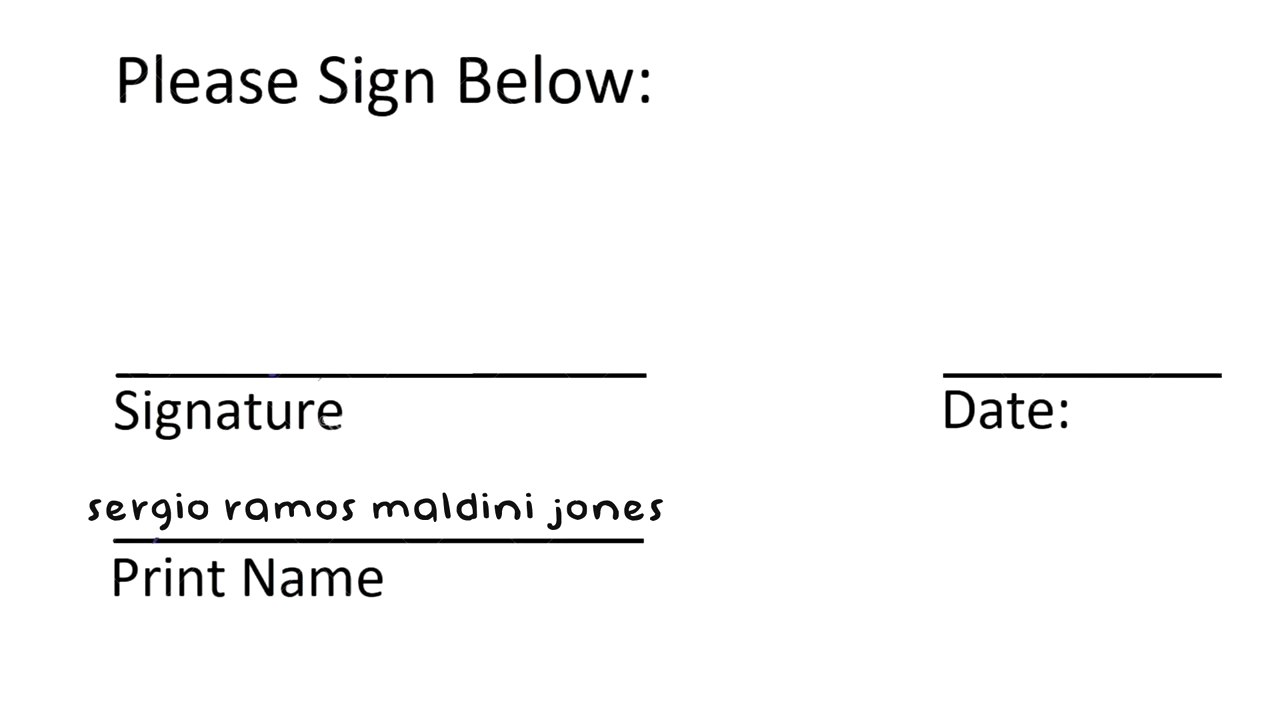 Please Sign Below:
Signature
Date:
sergio ramos maldini jones
Print Name